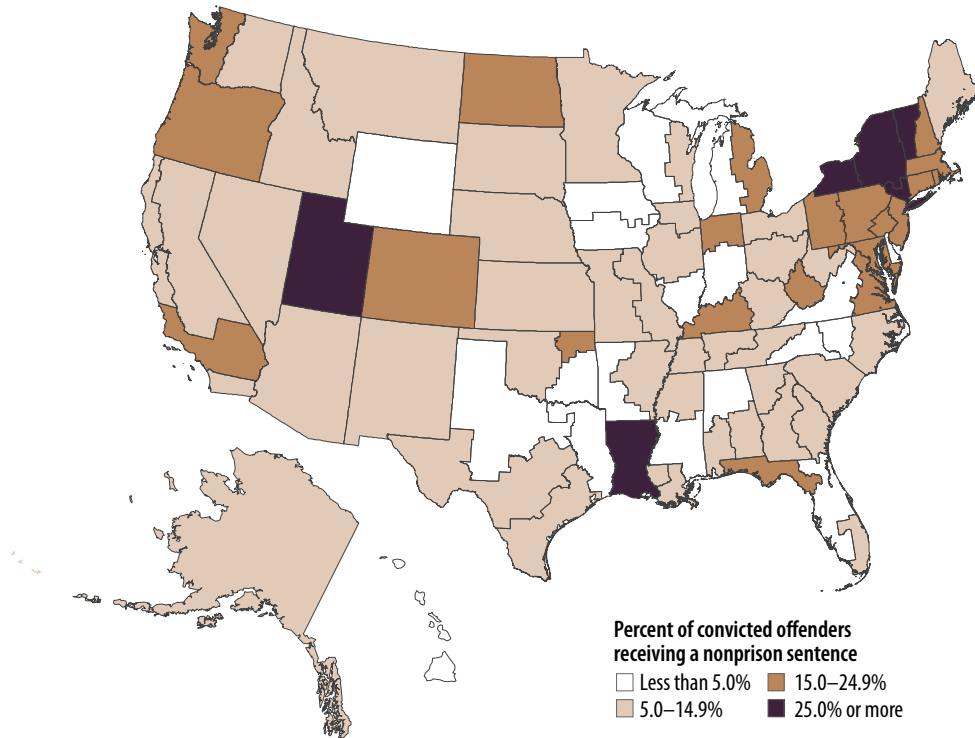 Percent of convicted offenders
receiving a nonprison sentence
Less than 5.0%
15.0–24.9%
5.0–14.9%
25.0% or more